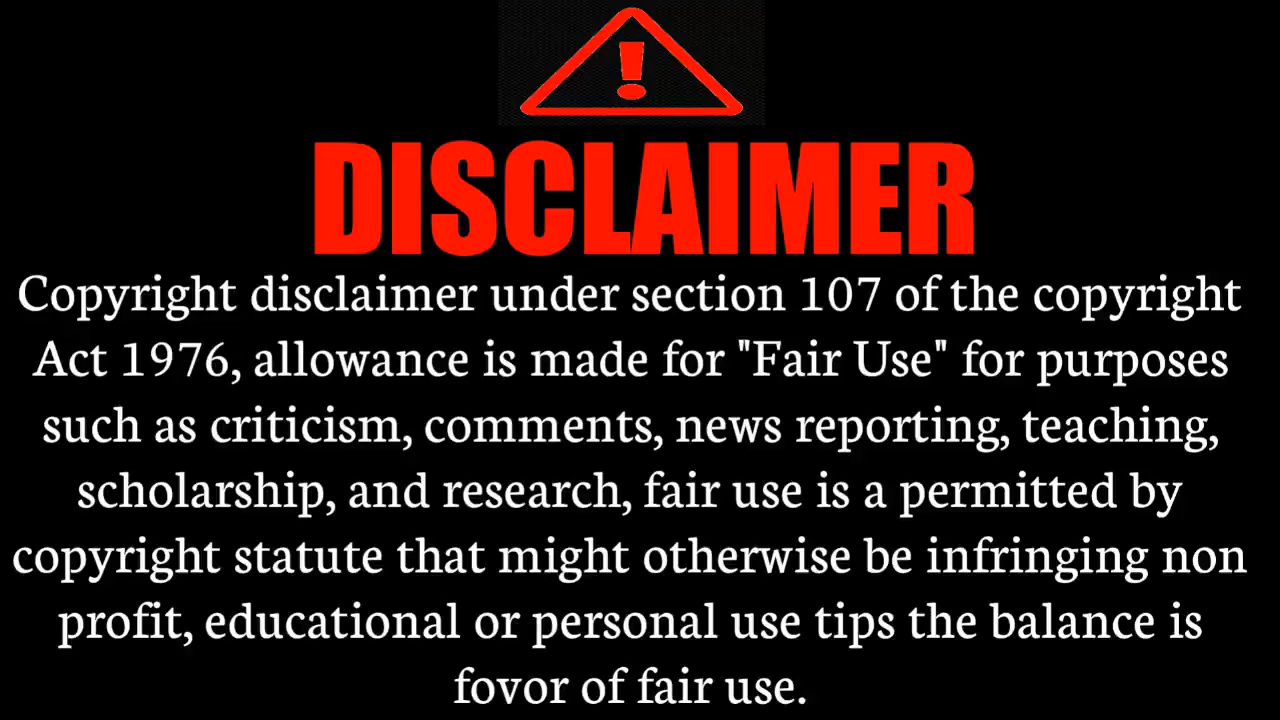 DISCLAIMER
Copyright disclaimer under section 107 of the copyright
Act 1976, allowance is made for "Fair Use" for purposes
such as criticism, comments, news reporting, teaching,
scholarship, and research, fair use is a permitted by
copyright statute that might otherwise be infringing non
profit, educational or personal use tips the balance is
fovor of fair use.